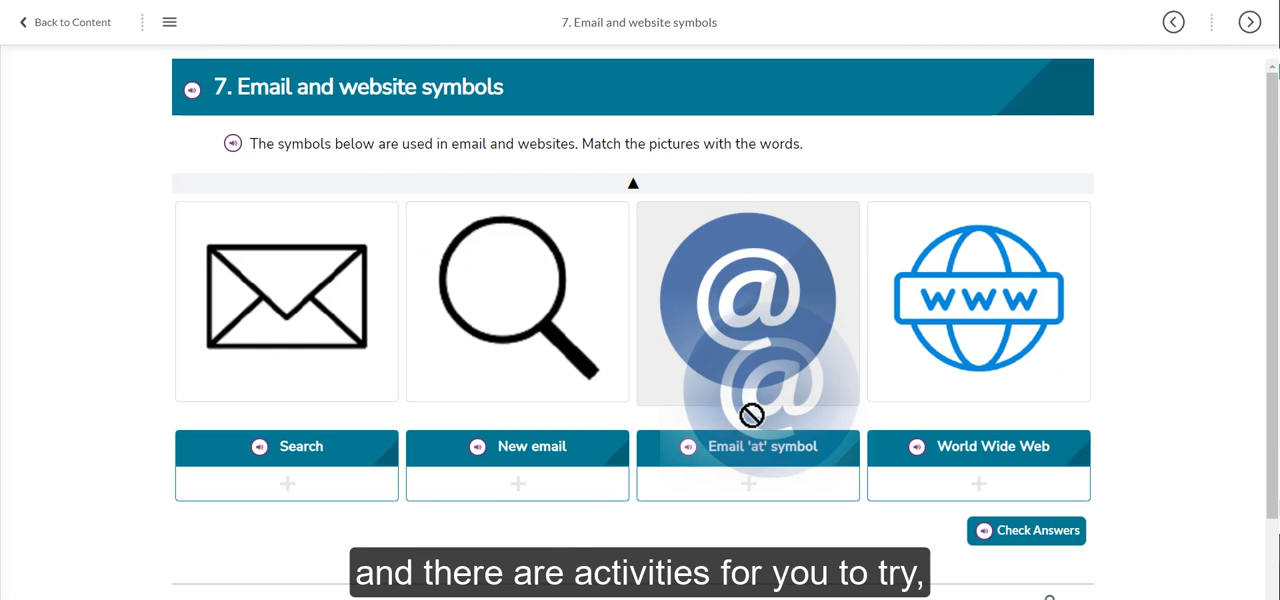 Back to Content
7. Email and website symbols
7. Email and website symbols
The symbols below are used in email and websites. Match the pictures with the words.
@
@
WWW
Search
New email
Email 'at' symbol
World Wide Web
Check Answers
and there are activities for you to try,